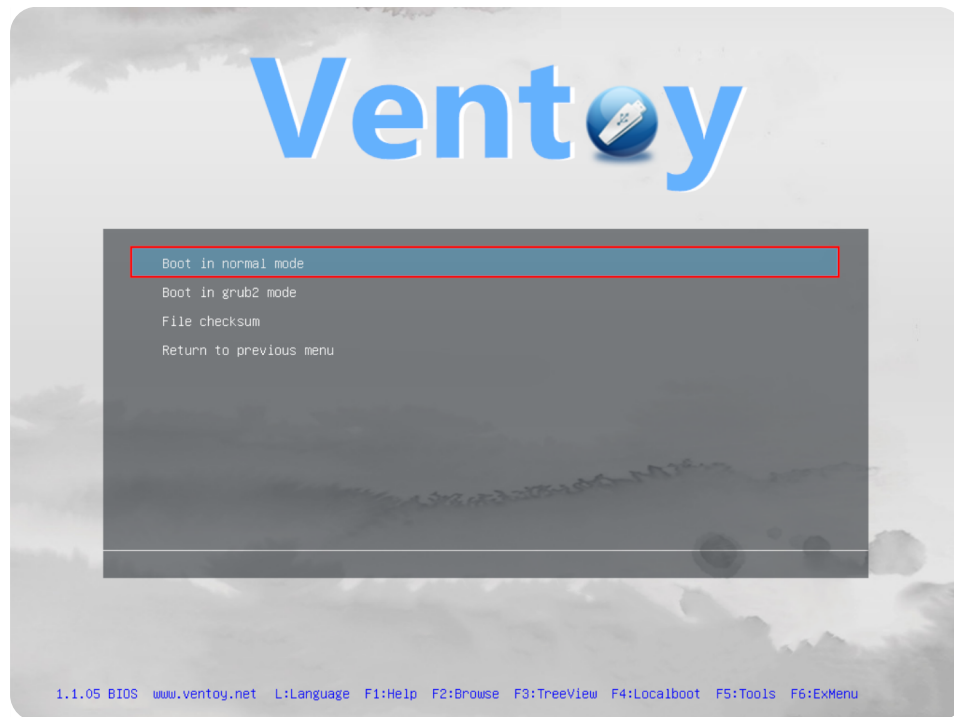 Ventoy
Boot in normal mode
Boot in grub2 mode
File checksum
Return to previous menu
1.1.05 BIOS www.ventoy.net L:Language F1:Help F2:Browse F3:TreeView F4:Localboot F5:Tools F6:ExMenu